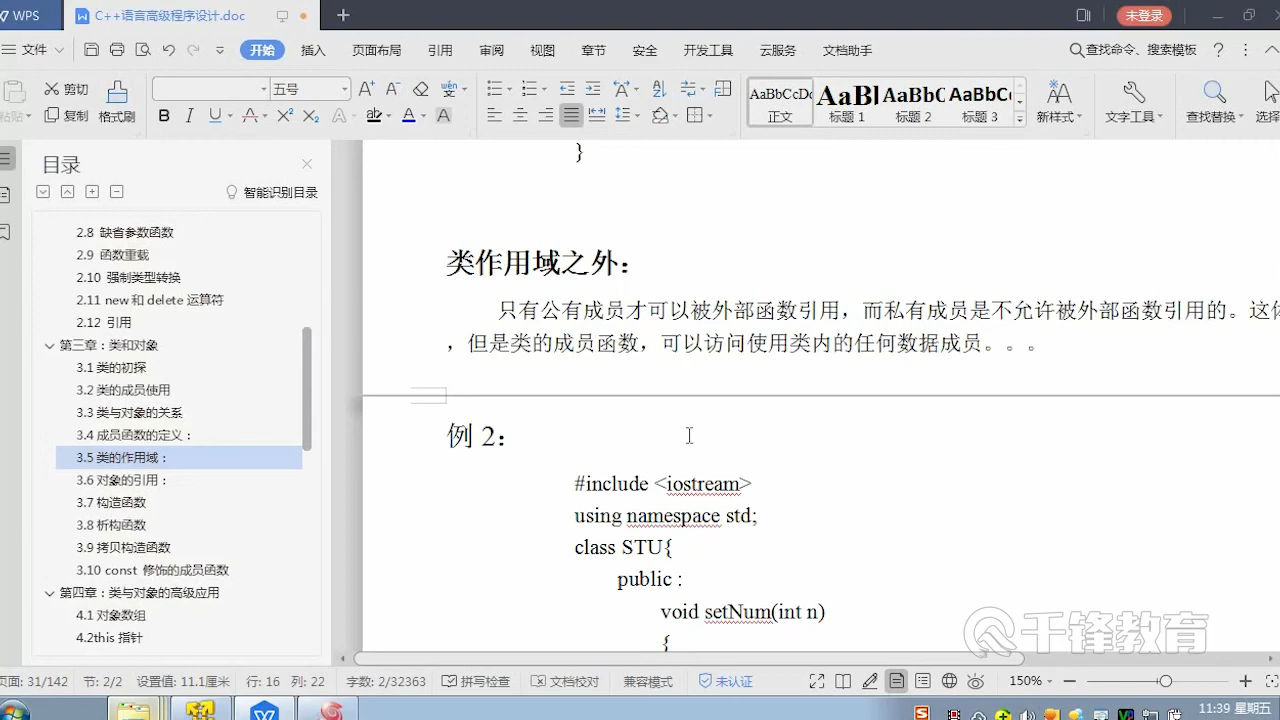 WPS
C++语言高级程序设计.doc
未登录
文件
开始
插入
页面布局
引用
审阅
视图
章节
安全
开发工具
云服务
文档助手
查找命令、搜索模板
剪切
复制
格式刷
五号
AaBbCcDc
正文
AaBl
标题 1
AaBbC
标题 2
AaBbC
标题 3
新样式
文字工具
查找替换
选择
目录
智能识别目录
2.8 缺省参数函数
2.9 函数重载
2.10 强制类型转换
2.11 new和delete运算符
2.12 引用
第三章：类和对象
3.1 类的初探
3.2 类的成员使用
3.3 类与对象的关系
3.4 成员函数的定义：
3.5 类的作用域：
3.6 对象的引用：
3.7 构造函数
3.8 析构函数
3.9 拷贝构造函数
3.10 const 修饰的成员函数
第四章：类与对象的高级应用
4.1 对象数组
4.2this 指针
}
类作用域之外：
只有公有成员才可以被外部函数引用，而私有成员是不允许被外部函数引用的。这体
，但是类的成员函数，可以访问使用类内的任何数据成员。。。
例 2：
#include <iostream>
using namespace std;
class STU{
public :
void setNum(int n)
{
千锋教育
页面: 31/142
节: 2/2
设置值: 11.1厘米
行: 16
列: 22
字数: 2/32363
拼写检查
文档校对
兼容模式
未认证
150%
11:39 星期五